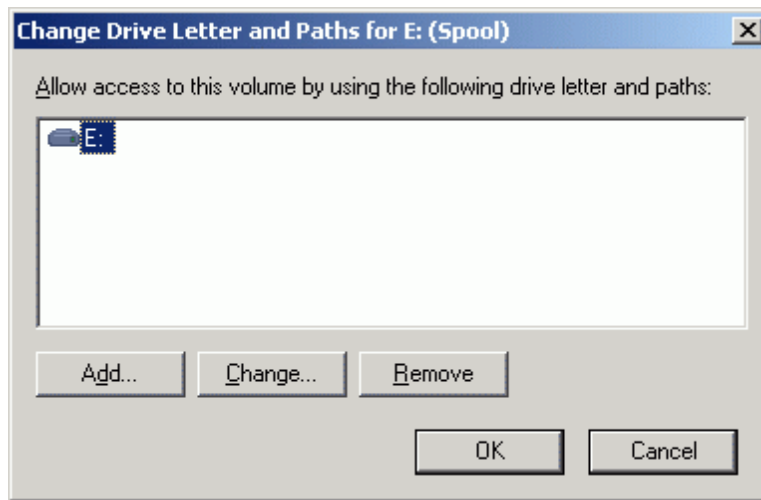 Change Drive Letter and Paths for E: (Spool)
Allow access to this volume by using the following drive letter and paths:
E:
Add... Change... Remove
OK Cancel